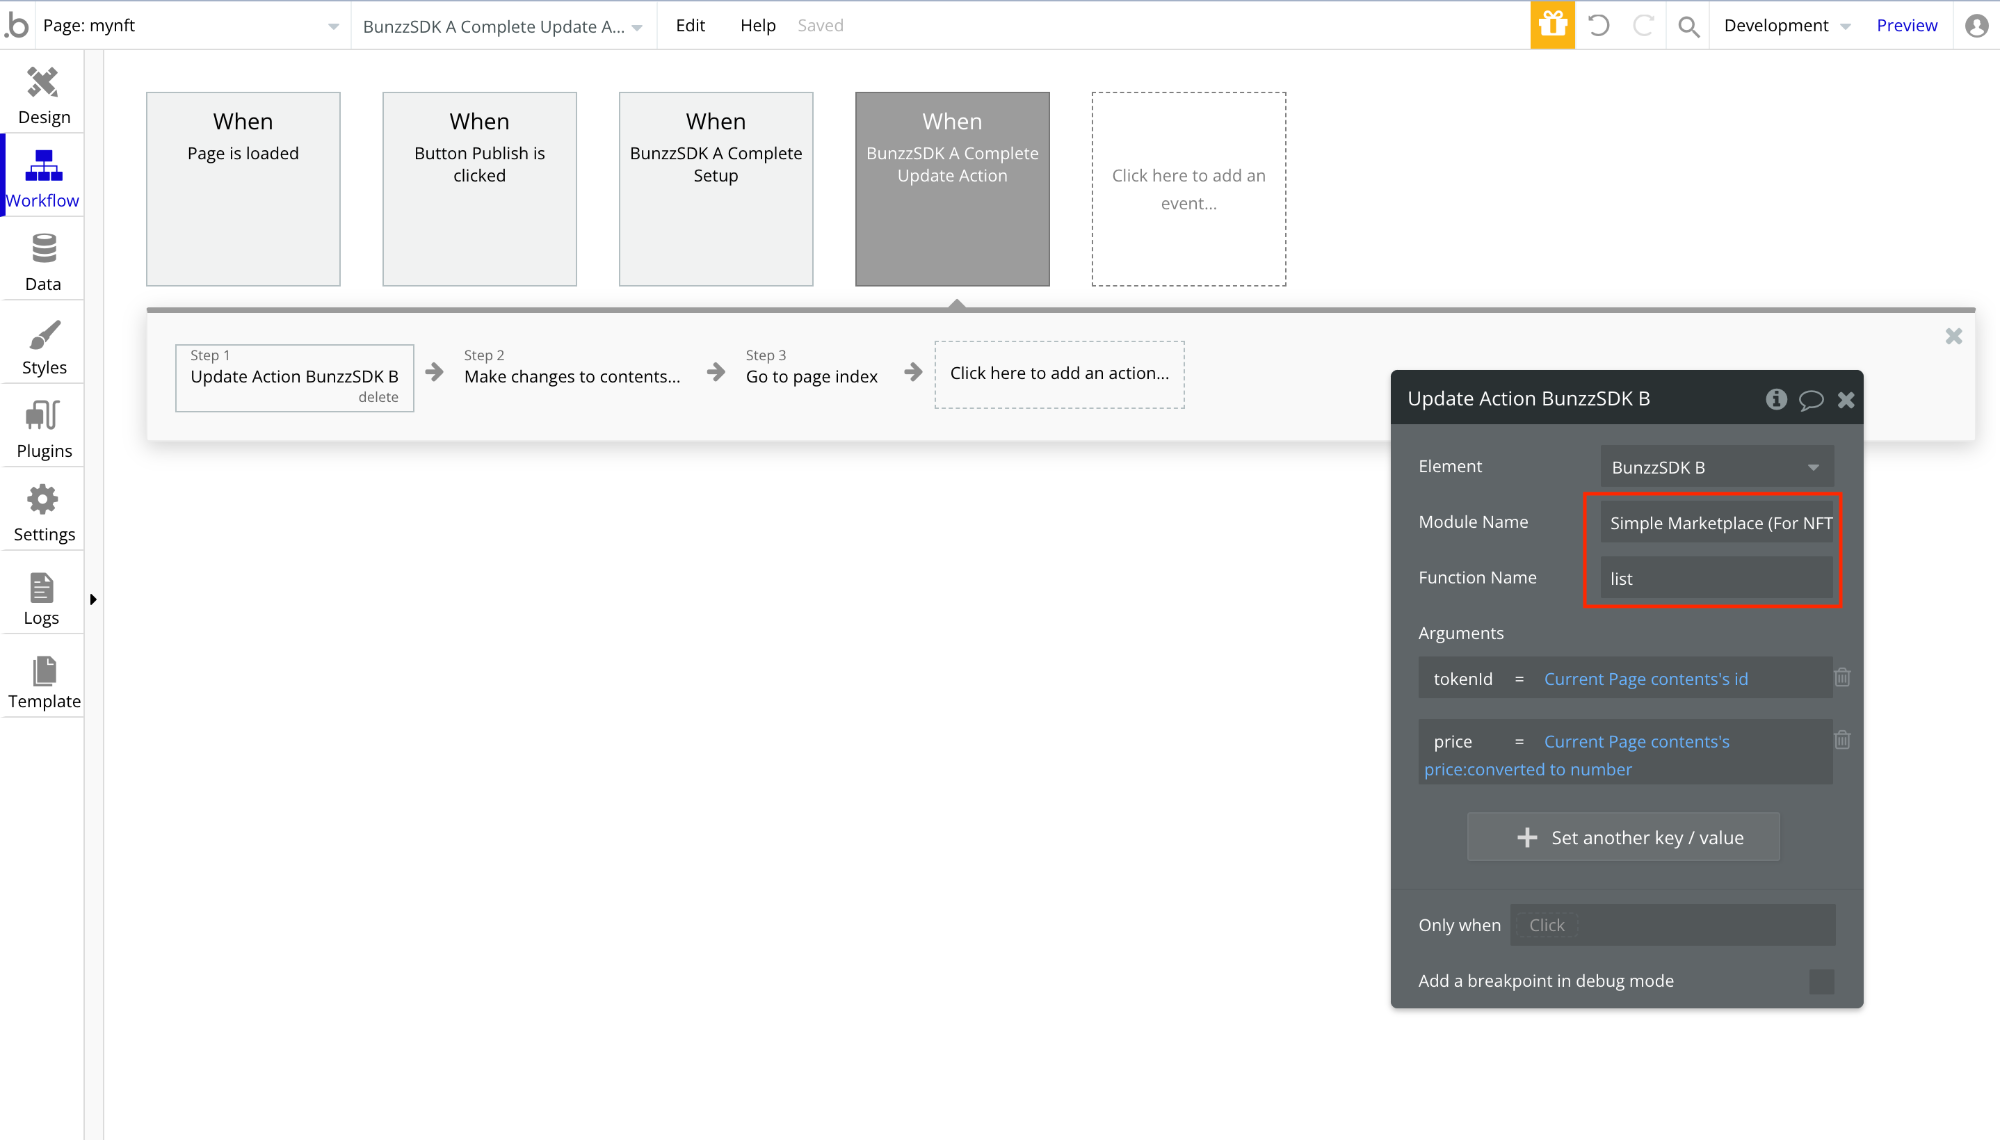 .b
Page: mynft
BunzzSDK A Complete Update A...
Edit
Help
Saved
Development
Preview
Design
Workflow
Data
Styles
Plugins
Settings
Logs
Template
When
Page is loaded
When
Button Publish is
clicked
When
BunzzSDK A Complete
Setup
When
BunzzSDK A Complete
Update Action
Click here to add an
event...
Step 1
Update Action BunzzSDK B
delete
Step 2
Make changes to contents...
Step 3
Go to page index
Click here to add an action...
Update Action BunzzSDK B
Element
BunzzSDK B
Module Name
Simple Marketplace (For NFT
Function Name
list
Arguments
tokenId = Current Page contents's id
price = Current Page contents's
price:converted to number
Set another key / value
Only when
Click
Add a breakpoint in debug mode